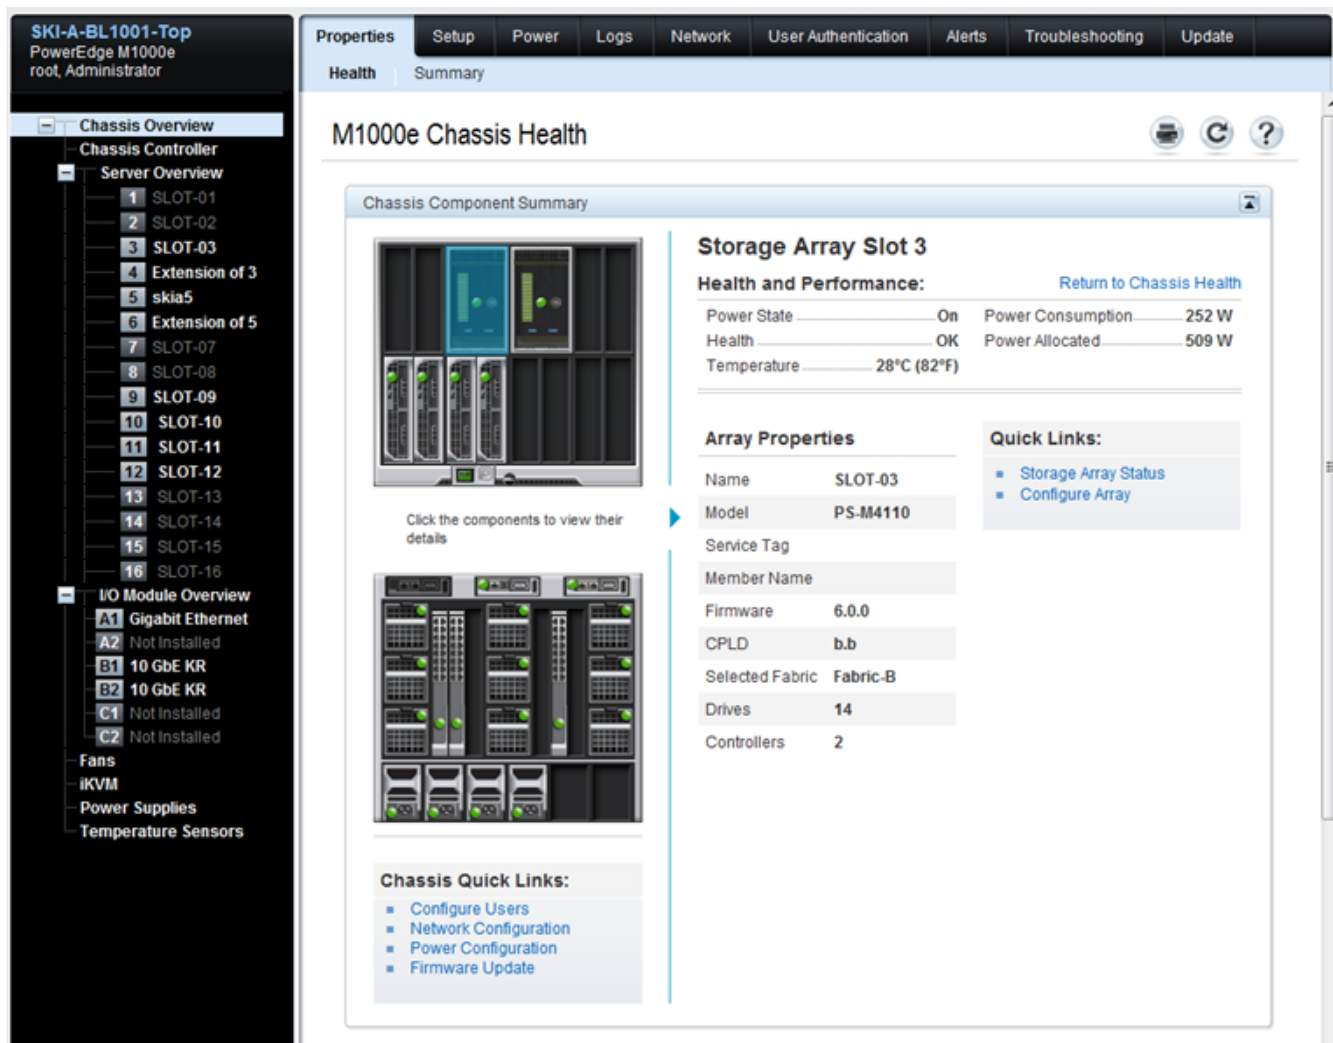 SKI-A-BL1001-Top
PowerEdge M1000e
root, Administrator
Properties Setup Power Logs Network User Authentication Alerts Troubleshooting Update
Health Summary
Chassis Overview
Chassis Controller
Server Overview
1 SLOT-01
2 SLOT-02
3 SLOT-03
4 Extension of 3
5 skia5
6 Extension of 5
7 SLOT-07
8 SLOT-08
9 SLOT-09
10 SLOT-10
11 SLOT-11
12 SLOT-12
13 SLOT-13
14 SLOT-14
15 SLOT-15
16 SLOT-16
I/O Module Overview
A1 Gigabit Ethernet
A2 Not Installed
B1 10 GbE KR
B2 10 GbE KR
C1 Not Installed
C2 Not Installed
Fans
iKVM
Power Supplies
Temperature Sensors
M1000e Chassis Health
?
Chassis Component Summary
Click the components to view their
details
Chassis Quick Links:
Configure Users
Network Configuration
Power Configuration
Firmware Update
Storage Array Slot 3
Health and Performance: Return to Chassis Health
Power State On Power Consumption 252 W
Health OK Power Allocated 509 W
Temperature 28°C (82°F)
Array Properties
Name SLOT-03
Model PS-M4110
Service Tag
Member Name
Firmware 6.0.0
CPLD b.b
Selected Fabric Fabric-B
Drives 14
Controllers 2
Quick Links:
Storage Array Status
Configure Array